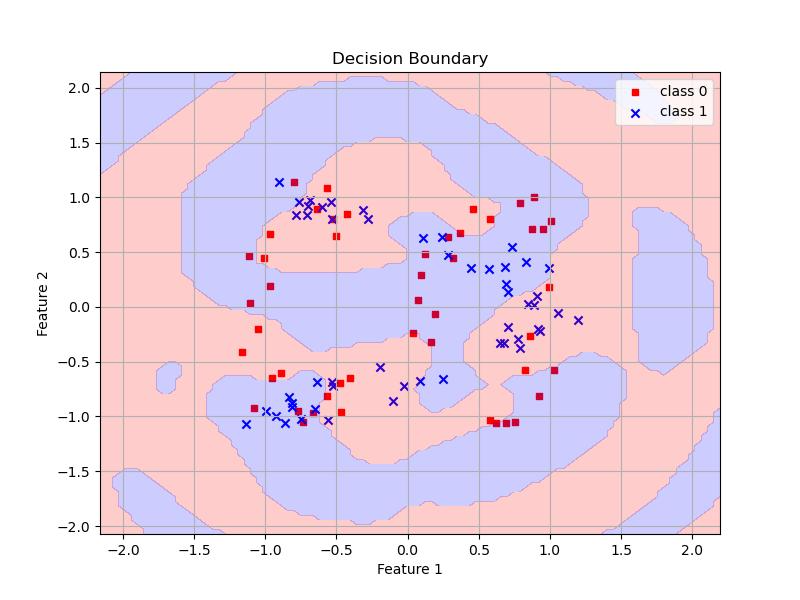 Decision Boundary
class 0
class 1
2.0
1.5
1.0
0.5
0.0
−0.5
−1.0
−1.5
−2.0
Feature 2
−2.0 −1.5 −1.0 −0.5 0.0 0.5 1.0 1.5 2.0
Feature 1